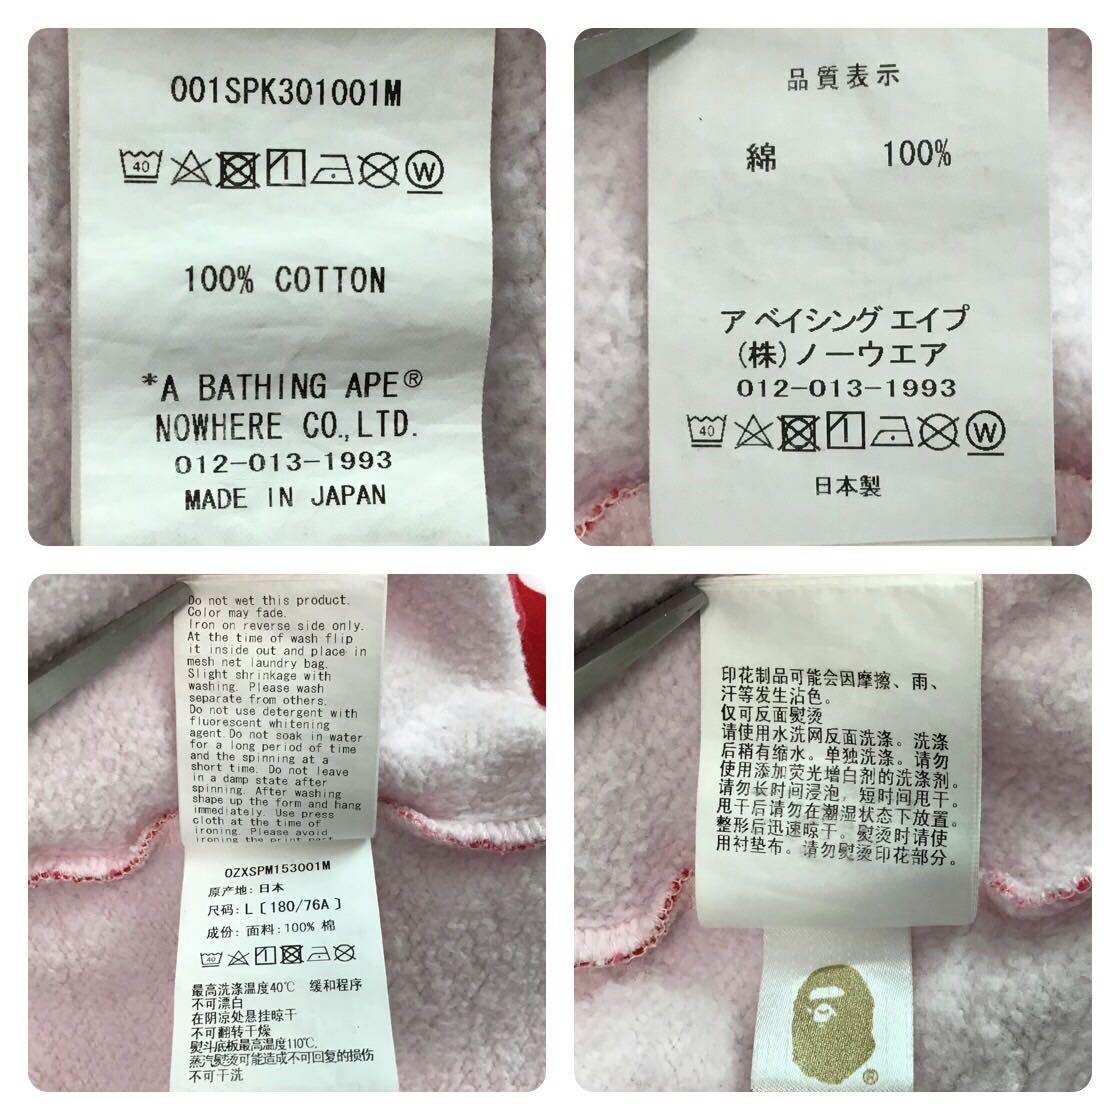 001SPK301001M
40 W
100% COTTON
*A BATHING APE®
NOWHERE CO.,LTD.
012-013-1993
MADE IN JAPAN
品質表示
綿 100%
ア ベイシング エイプ
(株)ノーウエア
012-013-1993
40 W
日本製
Do not wet this product.
Color may fade.
Iron on reverse side only.
At the time of wash flip
it inside out and place in
mesh net laundry bag.
Slight shrinkage with
washing. Please wash
separate from others.
Do not use detergent with
fluorescent whitening
agent.Do not soak in water
for a long period of time
and the spinning at a
short time. Do not leave
in a damp state after
spinning. After washing
shape up the form and hang
immediately. Use press
cloth at the time of
ironing. Please avoid
ironing the print part
OZXSPM153001M
原产地: 日本
尺码: L [180/76A]
成份: 面料: 100% 棉
40
最高洗涤温度40℃ 缓和程序
不可漂白
在阴凉处悬挂晾干
不可翻转干燥
熨斗底板最高温度110℃,
蒸汽熨烫可能造成不可回复的损伤
不可干洗
印花制品可能会因摩擦、雨、
汗等发生沾色。
仅可反面熨烫
请使用水洗网反面洗涤。洗涤
后稍有缩水。单独洗涤。请勿
使用添加荧光增白剂的洗涤剂。
请勿长时间浸泡，短时间甩干。
甩干后请勿在潮湿状态下放置。
整形后迅速晾干。熨烫时请使
用衬垫布。请勿熨烫印花部分。
®